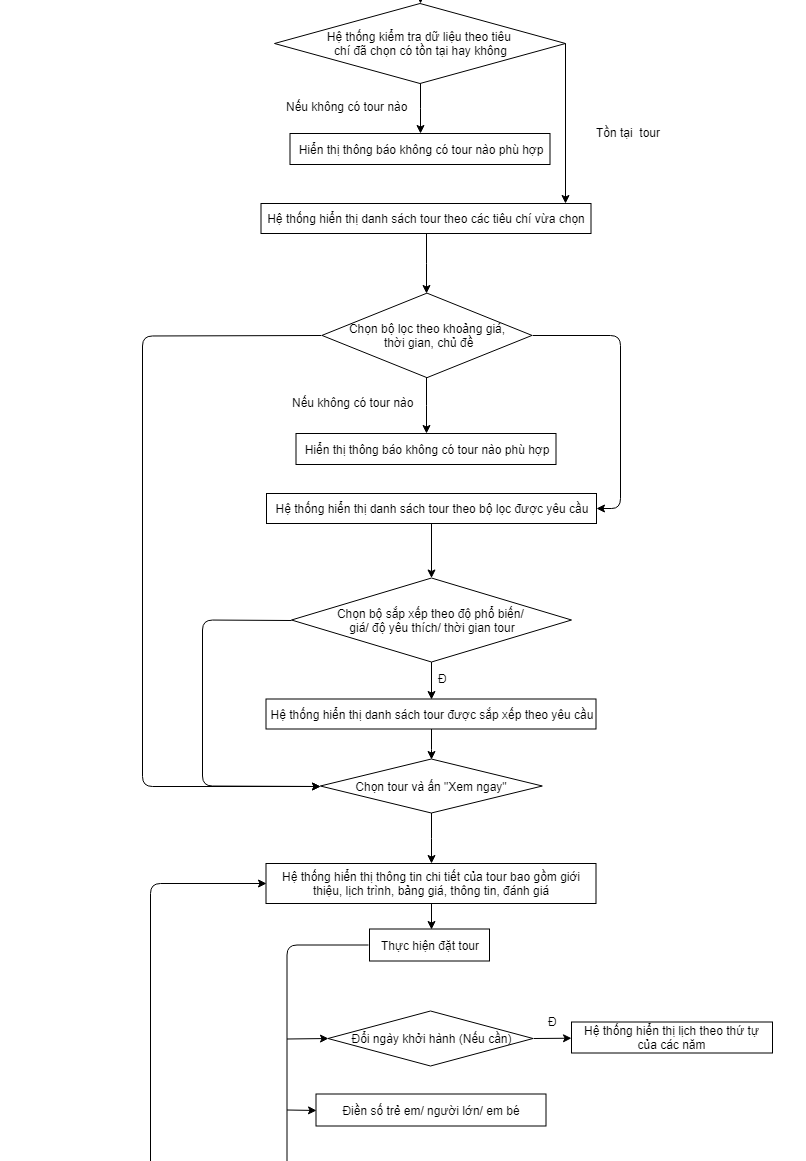 Hệ thống kiểm tra dữ liệu theo tiêu
chí đã chọn có tồn tại hay không
Nếu không có tour nào
Tồn tại tour
Hiển thị thông báo không có tour nào phù hợp
Hệ thống hiển thị danh sách tour theo các tiêu chí vừa chọn
Chọn bộ lọc theo khoảng giá,
thời gian, chủ đề
Nếu không có tour nào
Hiển thị thông báo không có tour nào phù hợp
Hệ thống hiển thị danh sách tour theo bộ lọc được yêu cầu
Chọn bộ sắp xếp theo độ phổ biến/
giá/ độ yêu thích/ thời gian tour
Đ
Hệ thống hiển thị danh sách tour được sắp xếp theo yêu cầu
Chọn tour và ấn "Xem ngay"
Hệ thống hiển thị thông tin chi tiết của tour bao gồm giới
thiệu, lịch trình, bảng giá, thông tin, đánh giá
Thực hiện đặt tour
Đổi ngày khởi hành (Nếu cần)
Đ
Hệ thống hiển thị lịch theo thứ tự
của các năm
Điền số trẻ em/ người lớn/ em bé